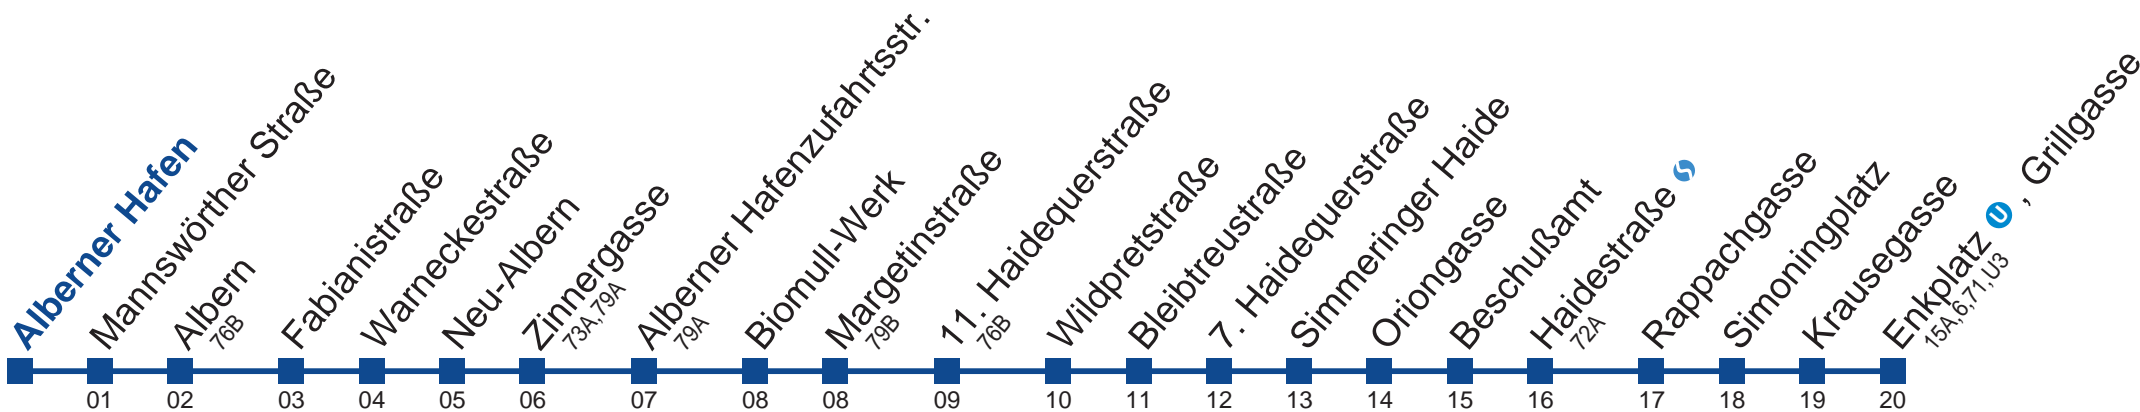 Alberner Hafen
Mannswörther Straße
Albern
76B
Fabianistraße
Warneckestraße
Neu-Albern
Zinnergasse
73A,79A
Alberner Hafenzufahrtsstr.
79A
Biomull-Werk
Margetinstraße
79B
11. Haidequerstraße
76B
Wildpretstraße
Bleibtreustraße
7. Haidequerstraße
Simmeringer Haide
Oriongasse
Beschußamt
Haidestraße S
72A
Rappachgasse
Simoningplatz
Krausegasse
Enkplatz U , Grillgasse
15A,6,71,U3
01 02 03 04 05 06 07 08 08 09 10 11 12 13 14 15 16 17 18 19 20